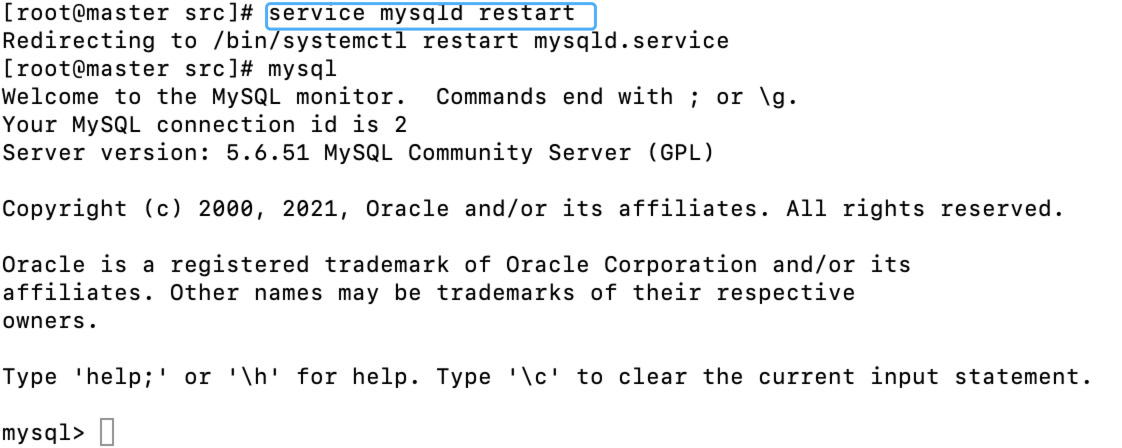 [root@master src]# service mysqld restart
Redirecting to /bin/systemctl restart mysqld.service
[root@master src]# mysql
Welcome to the MySQL monitor.  Commands end with ; or \g.
Your MySQL connection id is 2
Server version: 5.6.51 MySQL Community Server (GPL)

Copyright (c) 2000, 2021, Oracle and/or its affiliates. All rights reserved.

Oracle is a registered trademark of Oracle Corporation and/or its
affiliates. Other names may be trademarks of their respective
owners.

Type 'help;' or '\h' for help. Type '\c' to clear the current input statement.

mysql>